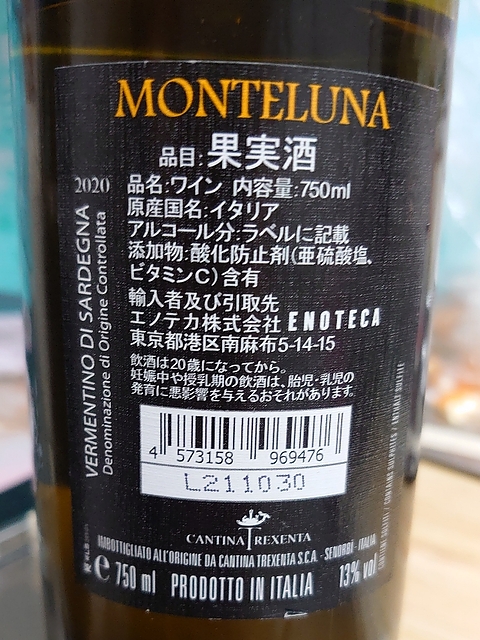 MONTELUNA
品目:果実酒
2020
VERMENTINO DI SARDEGNA
Denominazione di Origine Controllata
品名:ワイン 内容量:750ml
原産国名:イタリア
アルコール分:ラベルに記載
添加物:酸化防止剤(亜硫酸塩、
ビタミンC)含有
輸入者及び引取先
エノテカ株式会社 ENOTECA
東京都港区南麻布5-14-15
飲酒は20歳になってから。
妊娠中や授乳期の飲酒は、胎児・乳児の
発育に悪影響を与えるおそれがあります。
4 573158 969476
L211030
CANTINA TREXENTA
IMBOTTIGLIATO ALL'ORIGINE DA CANTINA TREXENTA S.C.A. - SENORBÌ - ITALIA
e 750 ml PRODOTTO IN ITALIA 13% vol